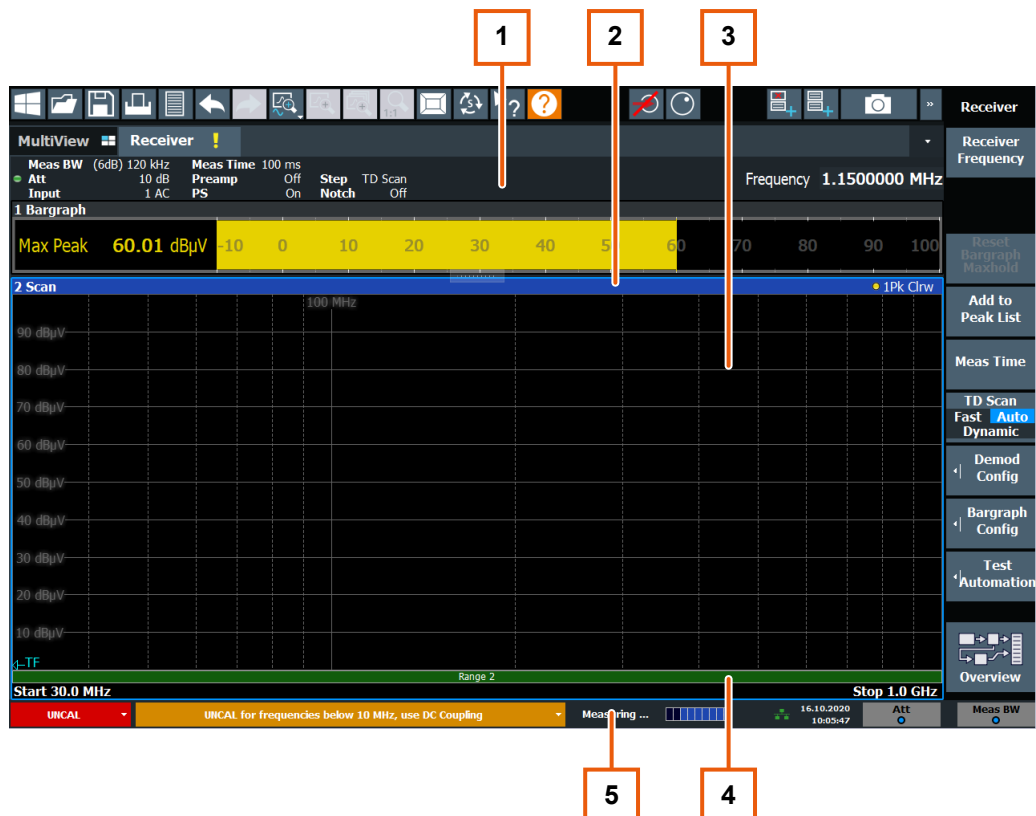 1 2 3
1:1 ? ? » Receiver
MultiView Receiver !
Receiver Frequency
Meas BW (6dB) 120 kHz Meas Time 100 ms
Att 10 dB Preamp Off Step TD Scan
Input 1 AC PS On Notch Off
Frequency 1.1500000 MHz
1 Bargraph
Max Peak 60.01 dBµV -10 0 10 20 30 40 50 60 70 80 90 100
Reset Bargraph Maxhold
2 Scan 1Pk Clrw
100 MHz
Add to Peak List
90 dBµV
80 dBµV
Meas Time
70 dBµV
TD Scan
Fast Auto
Dynamic
60 dBµV
Demod Config
50 dBµV
40 dBµV
Bargraph Config
30 dBµV
Test Automation
20 dBµV
10 dBµV
TF
Range 2
Overview
Start 30.0 MHz Stop 1.0 GHz
UNCAL UNCAL for frequencies below 10 MHz, use DC Coupling Measuring ... 16.10.2020 10:05:47 Att Meas BW
5 4